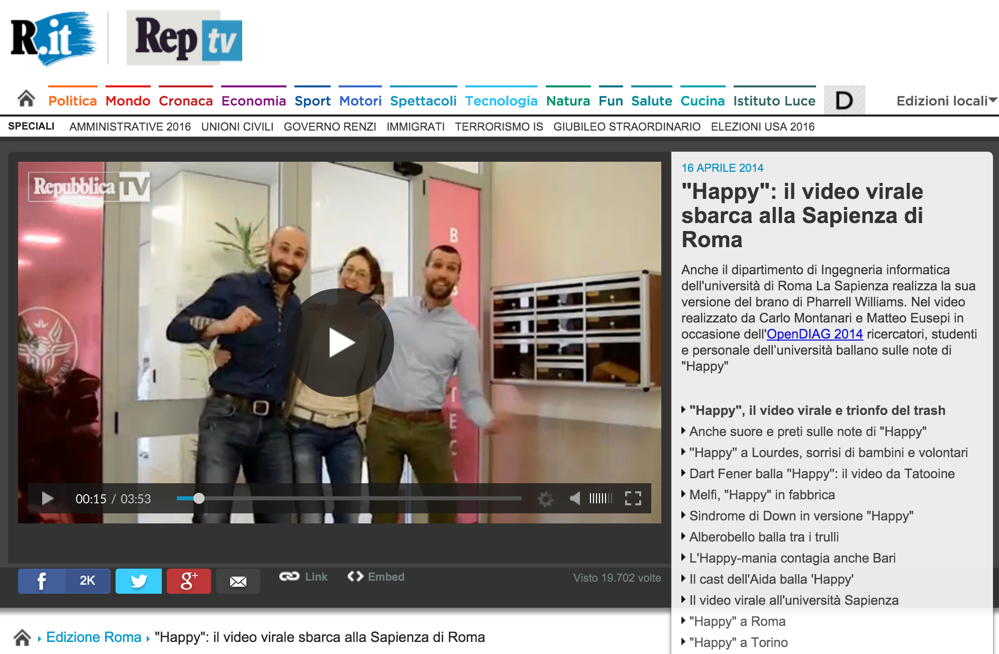 R.it
Rep tv
Politica Mondo Cronaca Economia Sport Motori Spettacoli Tecnologia Natura Fun Salute Cucina Istituto Luce D Edizioni locali
SPECIALI AMMINISTRATIVE 2016 UNIONI CIVILI GOVERNO RENZI IMMIGRATI TERRORISMO IS GIUBILEO STRAORDINARIO ELEZIONI USA 2016
Repubblica TV
00:15 / 03:53
f 2K
g+
Link
Embed
Visto 19.702 volte
16 APRILE 2014
"Happy": il video virale
sbarca alla Sapienza di
Roma
Anche il dipartimento di Ingegneria informatica
dell'università di Roma La Sapienza realizza la sua
versione del brano di Pharrell Williams. Nel video
realizzato da Carlo Montanari e Matteo Eusepi in
occasione dell'OpenDIAG 2014 ricercatori, studenti
e personale dell’università ballano sulle note di
"Happy"
"Happy", il video virale e trionfo del trash
Anche suore e preti sulle note di "Happy"
"Happy" a Lourdes, sorrisi di bambini e volontari
Dart Fener balla "Happy": il video da Tatooine
Melfi, "Happy" in fabbrica
Sindrome di Down in versione "Happy"
Alberobello balla tra i trulli
L'Happy-mania contagia anche Bari
Il cast dell'Aida balla 'Happy'
Il video virale all'università Sapienza
"Happy" a Roma
"Happy" a Torino
Edizione Roma "Happy": il video virale sbarca alla Sapienza di Roma